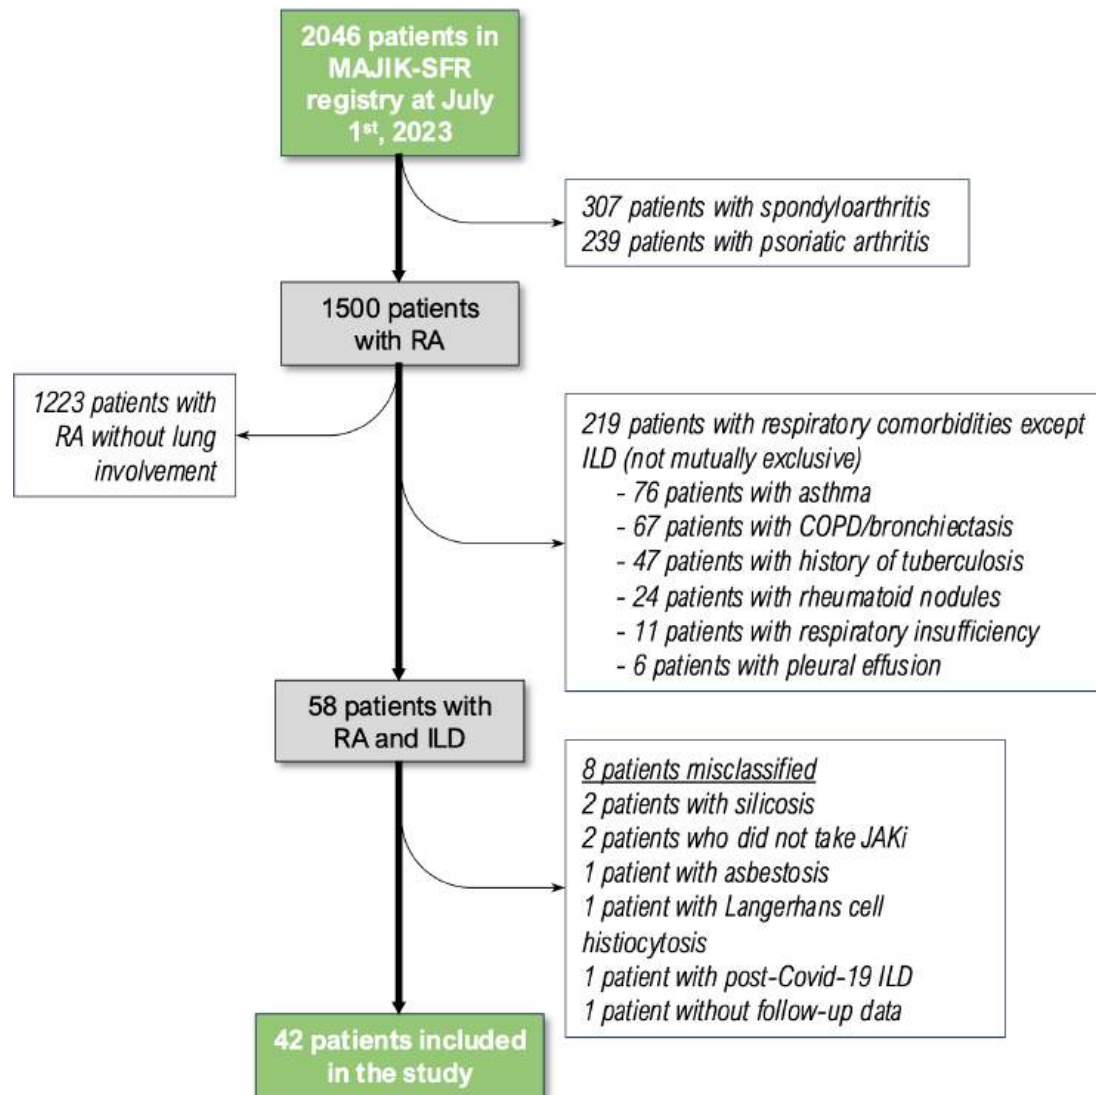 2046 patients in
MAJIK-SFR
registry at July
1st, 2023
307 patients with spondyloarthritis
239 patients with psoriatic arthritis
1500 patients
with RA
1223 patients with
RA without lung
involvement
219 patients with respiratory comorbidities except
ILD (not mutually exclusive)
- 76 patients with asthma
- 67 patients with COPD/bronchiectasis
- 47 patients with history of tuberculosis
- 24 patients with rheumatoid nodules
- 11 patients with respiratory insufficiency
- 6 patients with pleural effusion
58 patients with
RA and ILD
8 patients misclassified
2 patients with silicosis
2 patients who did not take JAKi
1 patient with asbestosis
1 patient with Langerhans cell
histiocytosis
1 patient with post-Covid-19 ILD
1 patient without follow-up data
42 patients included
in the study